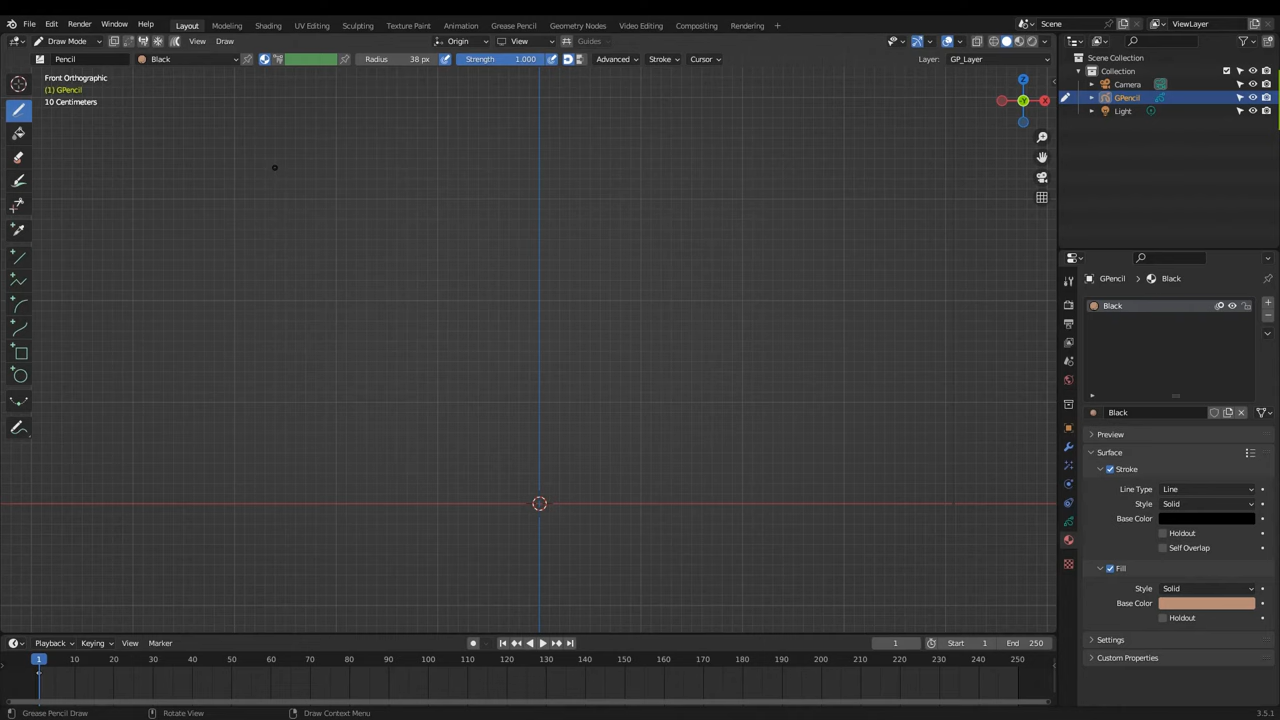 File Edit Render Window Help Layout Modeling Shading UV Editing Sculpting Texture Paint Animation Grease Pencil Geometry Nodes Video Editing Compositing Rendering + Scene ViewLayer
Draw Mode View Draw Origin View Guides
Pencil Black Radius 38 px Strength 1.000 Advanced Stroke Cursor Layer: GP_Layer
Front Orthographic
(1) GPencil
10 Centimeters
Z
Y
X
Scene Collection
Collection
Camera
GPencil
Light
GPencil > Black
Black
Black
Preview
Surface
Stroke
Line Type Line
Style Solid
Base Color
Holdout
Self Overlap
Fill
Style Solid
Base Color
Holdout
Settings
Custom Properties
Playback Keying View Marker 1 Start 1 End 250
1 10 20 30 40 50 60 70 80 90 100 110 120 130 140 150 160 170 180 190 200 210 220 230 240 250
Grease Pencil Draw Rotate View Draw Context Menu 3.5.1